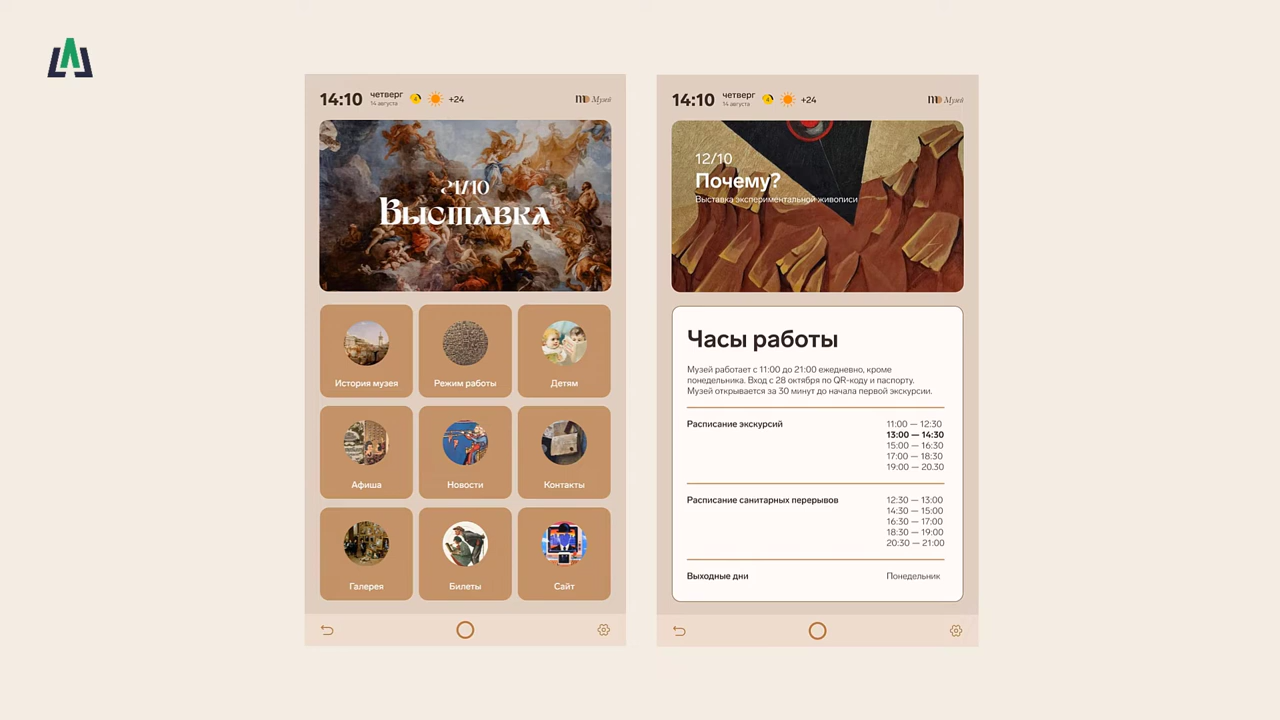 14:10
четверг
14 августа
+24
Музей
21/10
Выставка
История музея
Режим работы
Детям
Афиша
Новости
Контакты
Галерея
Билеты
Сайт
14:10
четверг
14 августа
+24
Музей
12/10
Почему?
Выставка экспериментальной живописи
Часы работы
Музей работает с 11:00 до 21:00 ежедневно, кроме
понедельника. Вход с 28 октября по QR-коду и паспорту.
Музей открывается за 30 минут до начала первой экскурсии.
Расписание экскурсий
11:00 — 12:30
13:00 — 14:30
15:00 — 16:30
17:00 — 18:30
19:00 — 20.30
Расписание санитарных перерывов
12:30 — 13:00
14:30 — 15:00
16:30 — 17:00
18:30 — 19:00
20:30 — 21:00
Выходные дни
Понедельник